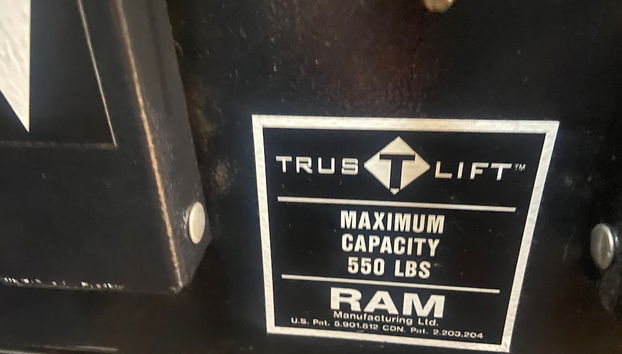 TRUS T LIFT™
MAXIMUM
CAPACITY
550 LBS
RAM
Manufacturing Ltd.
U.S. Pat. 5.901.812 CDN. Pat. 2.203.204